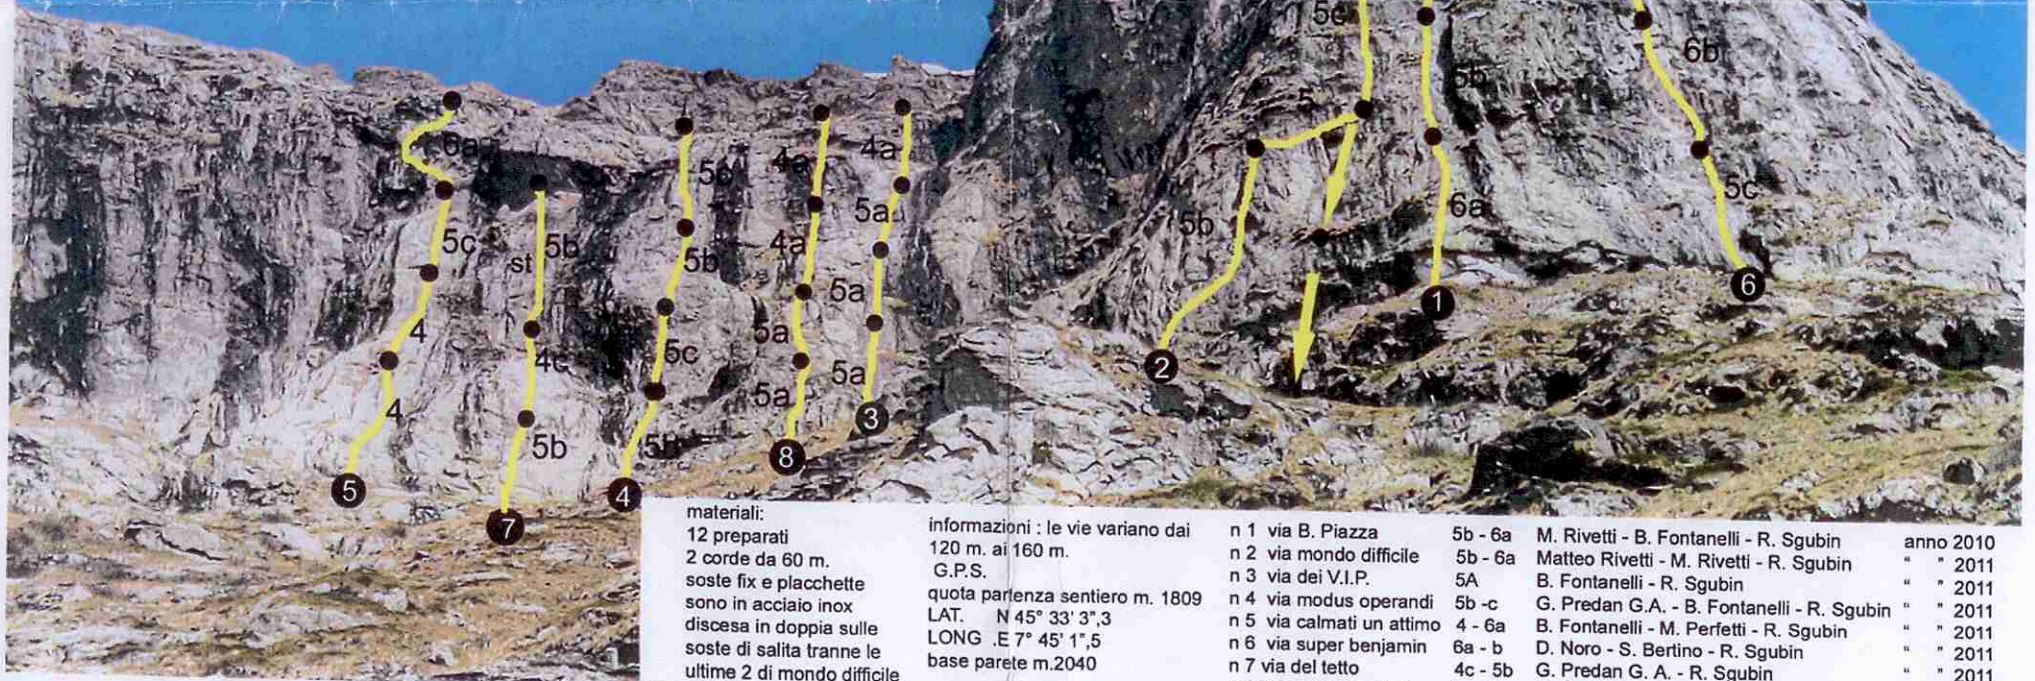 5c
5b
6b
5
6a
5b
4a
4a
5c
st
5b
5b
5a
4a
5b
6a
5c
5a
5a
4
4c
5c
5a
4
5b
5b
5a
1
2
3
4
5
6
7
8
materiali:
12 preparati
2 corde da 60 m.
soste fix e placchette
sono in acciaio inox
discesa in doppia sulle
soste di salita tranne le
ultime 2 di mondo difficile
informazioni : le vie variano dai
120 m. ai 160 m.
G.P.S.
quota partenza sentiero m. 1809
LAT. N 45° 33' 3",3
LONG .E 7° 45' 1",5
base parete m.2040
n 1 via B. Piazza 5b - 6a M. Rivetti - B. Fontanelli - R. Sgubin anno 2010
n 2 via mondo difficile 5b - 6a Matteo Rivetti - M. Rivetti - R. Sgubin “ ” 2011
n 3 via dei V.I.P. 5A B. Fontanelli - R. Sgubin “ ” 2011
n 4 via modus operandi 5b -c G. Predan G.A. - B. Fontanelli - R. Sgubin “ ” 2011
n 5 via calmati un attimo 4 - 6a B. Fontanelli - M. Perfetti - R. Sgubin “ ” 2011
n 6 via super benjamin 6a - b D. Noro - S. Bertino - R. Sgubin “ ” 2011
n 7 via del tetto 4c - 5b G. Predan G. A. - R. Sgubin “ ” 2011